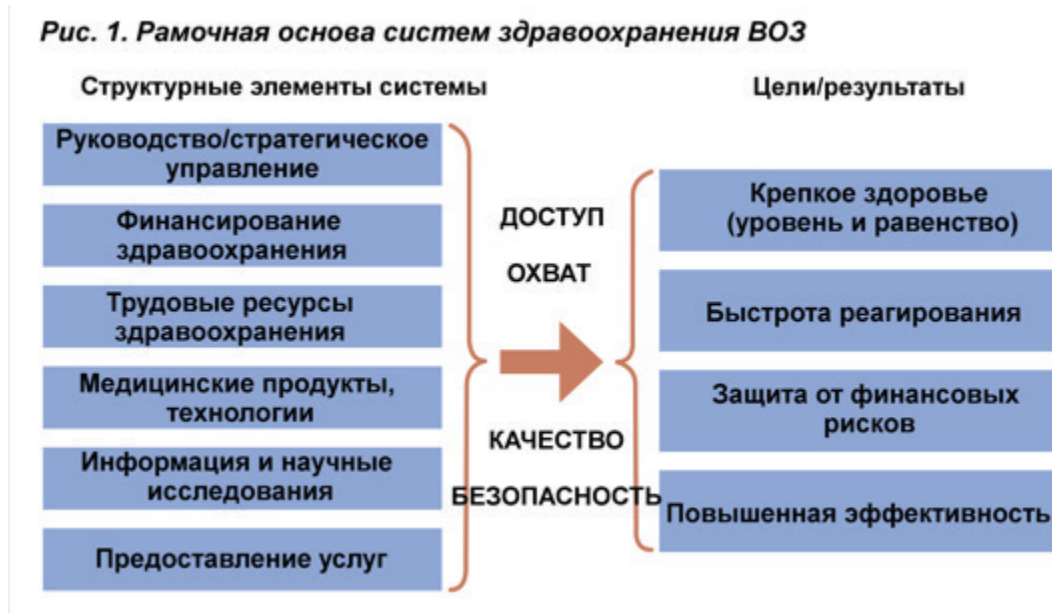 Рис. 1. Рамочная основа систем здравоохранения ВОЗ
Структурные элементы системы
Руководство/стратегическое
управление
Финансирование
здравоохранения
Трудовые ресурсы
здравоохранения
Медицинские продукты,
технологии
Информация и научные
исследования
Предоставление услуг
ДОСТУП
ОХВАТ
КАЧЕСТВО
БЕЗОПАСНОСТЬ
Цели/результаты
Крепкое здоровье
(уровень и равенство)
Быстрота реагирования
Защита от финансовых
рисков
Повышенная эффективность